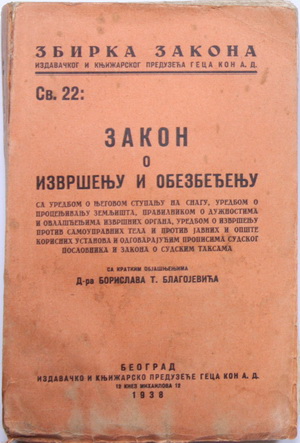 ЗБИРКА ЗАКОНА
ИЗДАВАЧКОГ И КЊИЖАРСКОГ ПРЕДУЗЕЋА ГЕЦА КОН А. Д.
Св. 22:
ЗАКОН
О
ИЗВРШЕЊУ И ОБЕЗБЕЂЕЊУ
СА УРЕДБОМ О ЊЕГОВОМ СТУПАЊУ НА СНАГУ, УРЕДБОМ О
ПРОЦЕЊИВАЊУ ЗЕМЉИШТА, ПРАВИЛНИКОМ О ДУЖНОСТИМА
И ОВЛАШЋЕЊИМА ИЗВРШНИХ ОРГАНА, УРЕДБОМ О ИЗВРШЕЊУ
ПРОТИВ САМОУПРАВНИХ ТЕЛА И ПРОТИВ ЈАВНИХ И ОПШТЕ
КОРИСНИХ УСТАНОВА И ОДГОВАРАЈУЋИМ ПРОПИСИМА СУДСКОГ
ПОСЛОВНИКА И ЗАКОНА О СУДСКИМ ТАКСАМА
СА КРАТКИМ ОБЈАШЊЕЊИМА
Д-ра БОРИСЛАВА Т. БЛАГОЈЕВИЋА
БЕОГРАД
ИЗДАВАЧКО И КЊИЖАРСКО ПРЕДУЗЕЋЕ ГЕЦА КОН А. Д.
12 КНЕЗ МИХАИЛОВА 12
1938